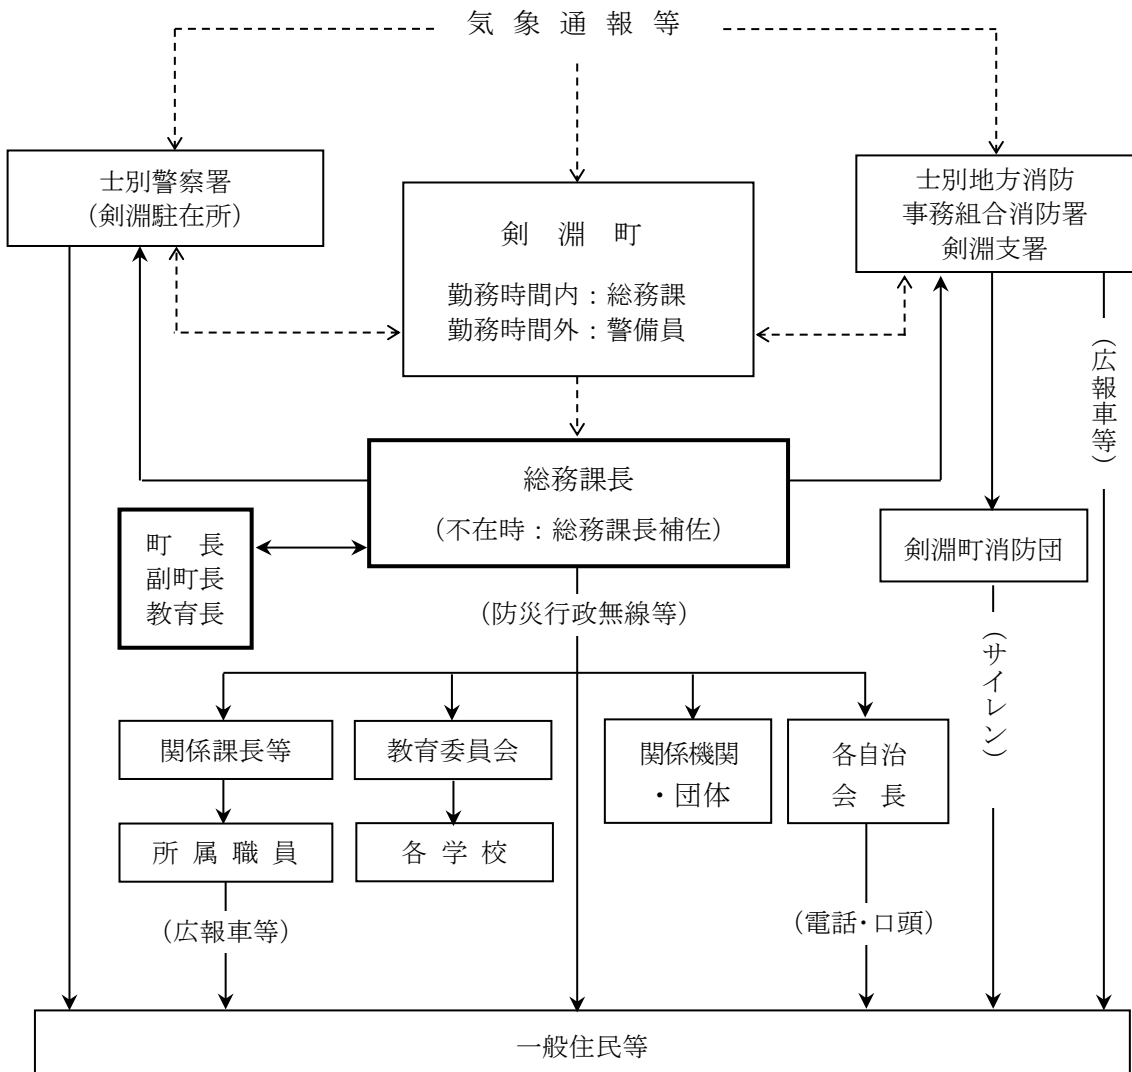 気 象 通 報 等
士別警察署
(剣淵駐在所)
剣 淵 町
勤務時間内：総務課
勤務時間外：警備員
士別地方消防
事務組合消防署
剣淵支署
(広報車等)
総務課長
(不在時：総務課長補佐)
町 長
副町長
教育長
剣淵町消防団
(防災行政無線等)
(サイレン)
関係課長等
教育委員会
関係機関
・団体
各自治
会 長
所 属 職 員
各 学 校
(広報車等)
(電話・口頭)
一般住民等